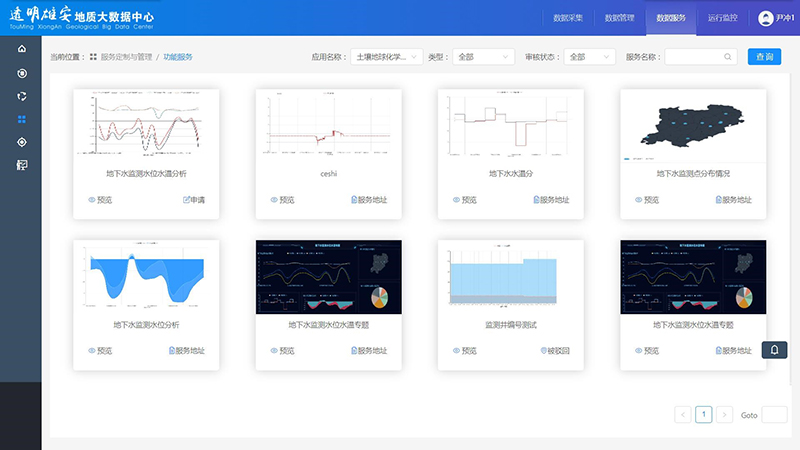 透明雄安 地质大数据中心
TouMing XiongAn Geological Big Data Center
数据采集 数据管理 数据服务 运行监控 尹冲1
当前位置： 服务定制与管理 / 功能服务 应用名称： 土壤地球化学... 类型： 全部 审核状态： 全部 服务名称： 查 询
地下水监测水位水温分析 ceshi 地下水水温分 地下水监测点分布情况
预览 申请 预览 服务地址 预览 服务地址 预览 服务地址
地下水监测水位分析 地下水监测水位水温专题 监测井编号测试 地下水监测水位水温专题
预览 服务地址 预览 服务地址 预览 被驳回 预览 服务地址
1 Goto